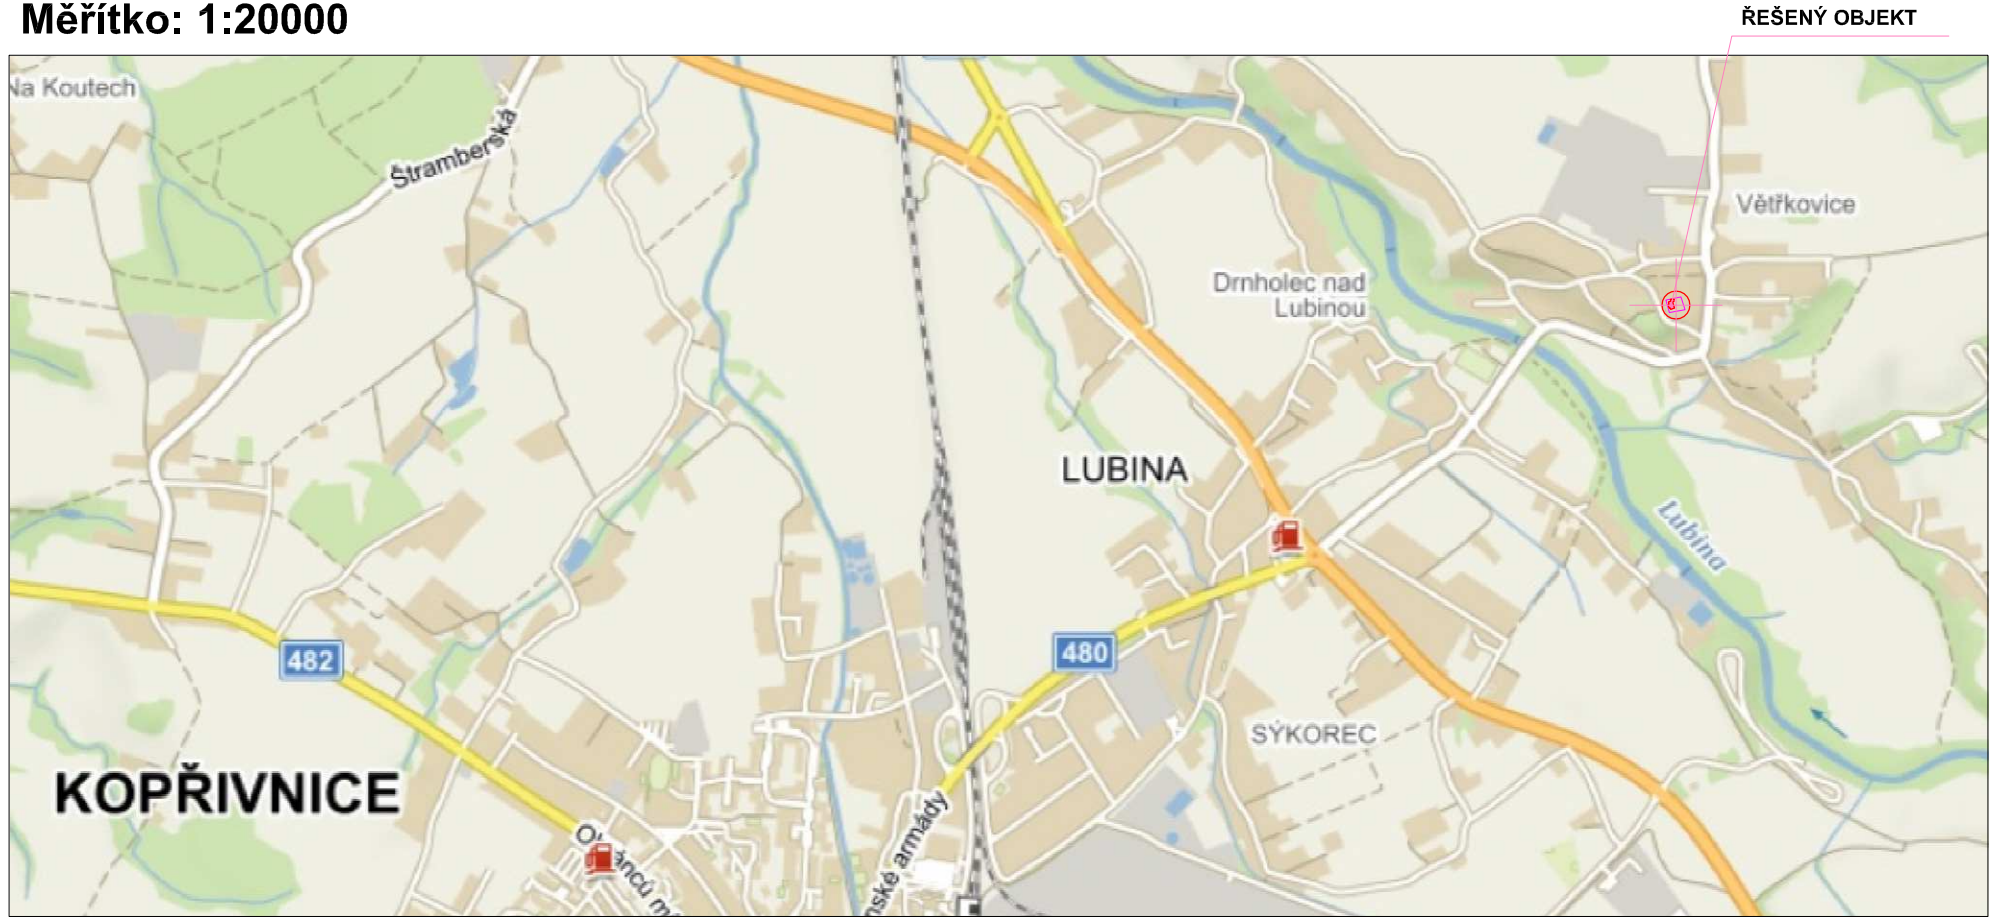 Měřítko: 1:20000
ŘEŠENÝ OBJEKT
Na Koutech
Štramberská
Větřkovice
Drnholec nad
Lubinou
LUBINA
Lubina
482
480
SÝKOREC
KOPŘIVNICE